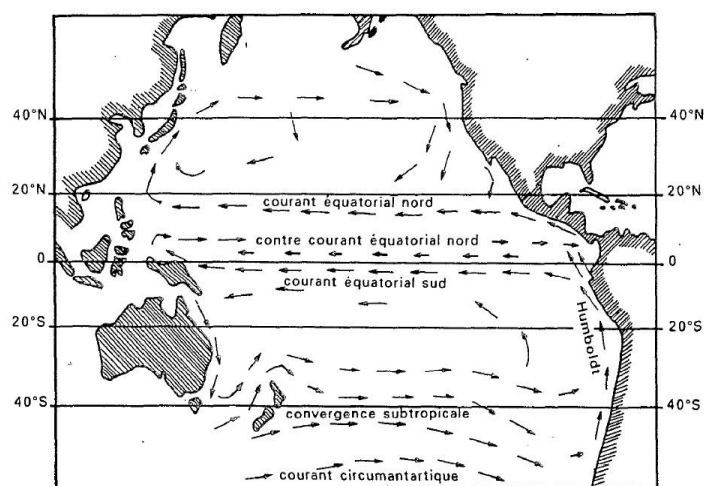 40°N
40°N
20°N
courant équatorial nord
20°N
contre courant équatorial nord
0
0
courant équatorial sud
20°S
20°S
Humboldt
40°S
convergence subtropicale
40°S
courant circumantartique